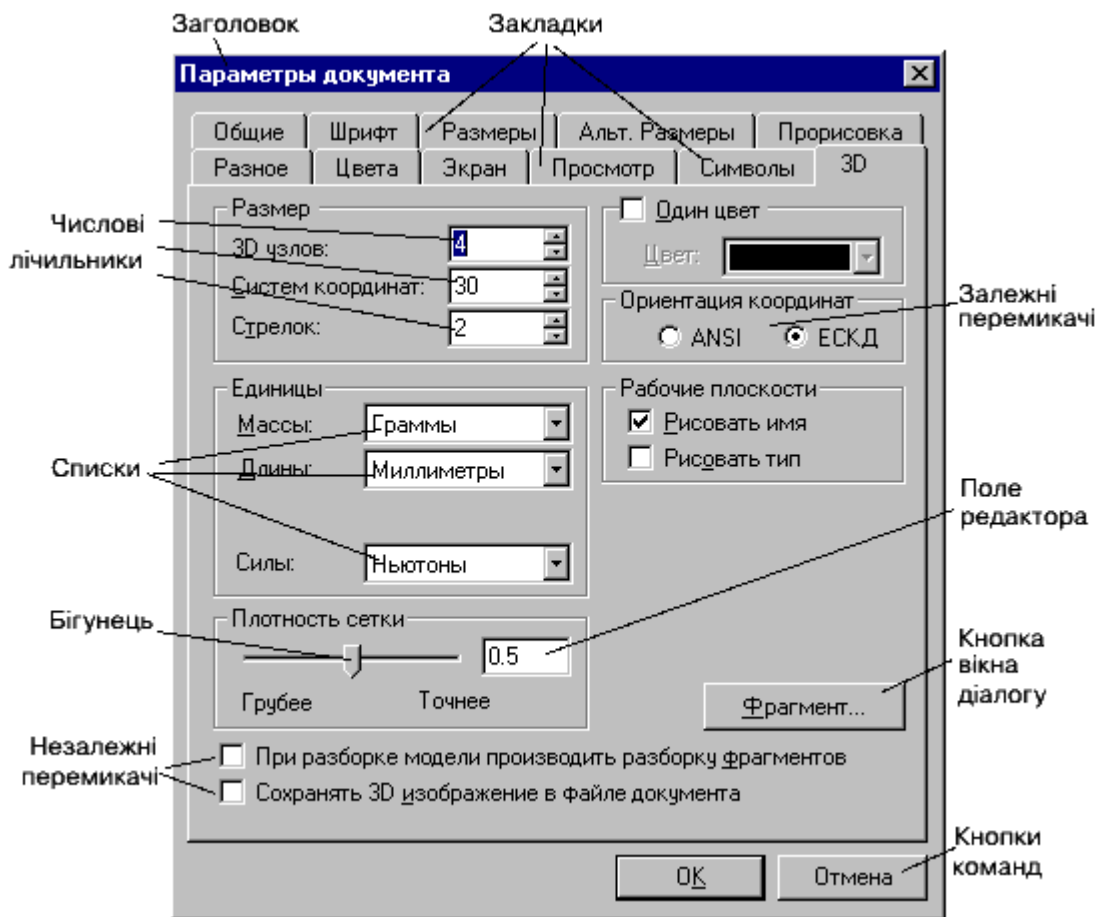 Заголовок
Закладки
Параметры документа
Общие Шрифт Размеры Альт. Размеры Прорисовка
Разное Цвета Экран Просмотр Символы 3D
Числові
лічильники
Размер
3D узлов: 4
Систем координат: 30
Стрелок: 2
Один цвет
Цвет:
Ориентация координат
ANSI ЕСКД
Залежні
перемикачі
Единицы
Массы: Граммы
Длины: Миллиметры
Силы: Ньютоны
Списки
Рабочие плоскости
Рисовать имя
Рисовать тип
Поле
редактора
Бігунець
Плотность сетки
0.5
Грубее Точнее
Кнопка
вікна
діалогу
Фрагмент...
Незалежні
перемикачі
При разборке модели производить разборку фрагментов
Сохранять 3D изображение в файле документа
OK Отмена
Кнопки
команд